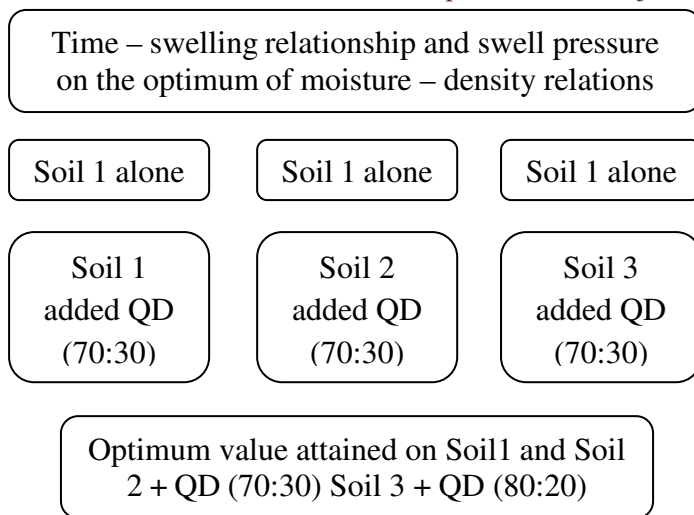 Time – swelling relationship and swell pressure
on the optimum of moisture – density relations
Soil 1 alone
Soil 1 alone
Soil 1 alone
Soil 1
added QD
(70:30)
Soil 2
added QD
(70:30)
Soil 3
added QD
(70:30)
Optimum value attained on Soil1 and Soil
2 + QD (70:30) Soil 3 + QD (80:20)